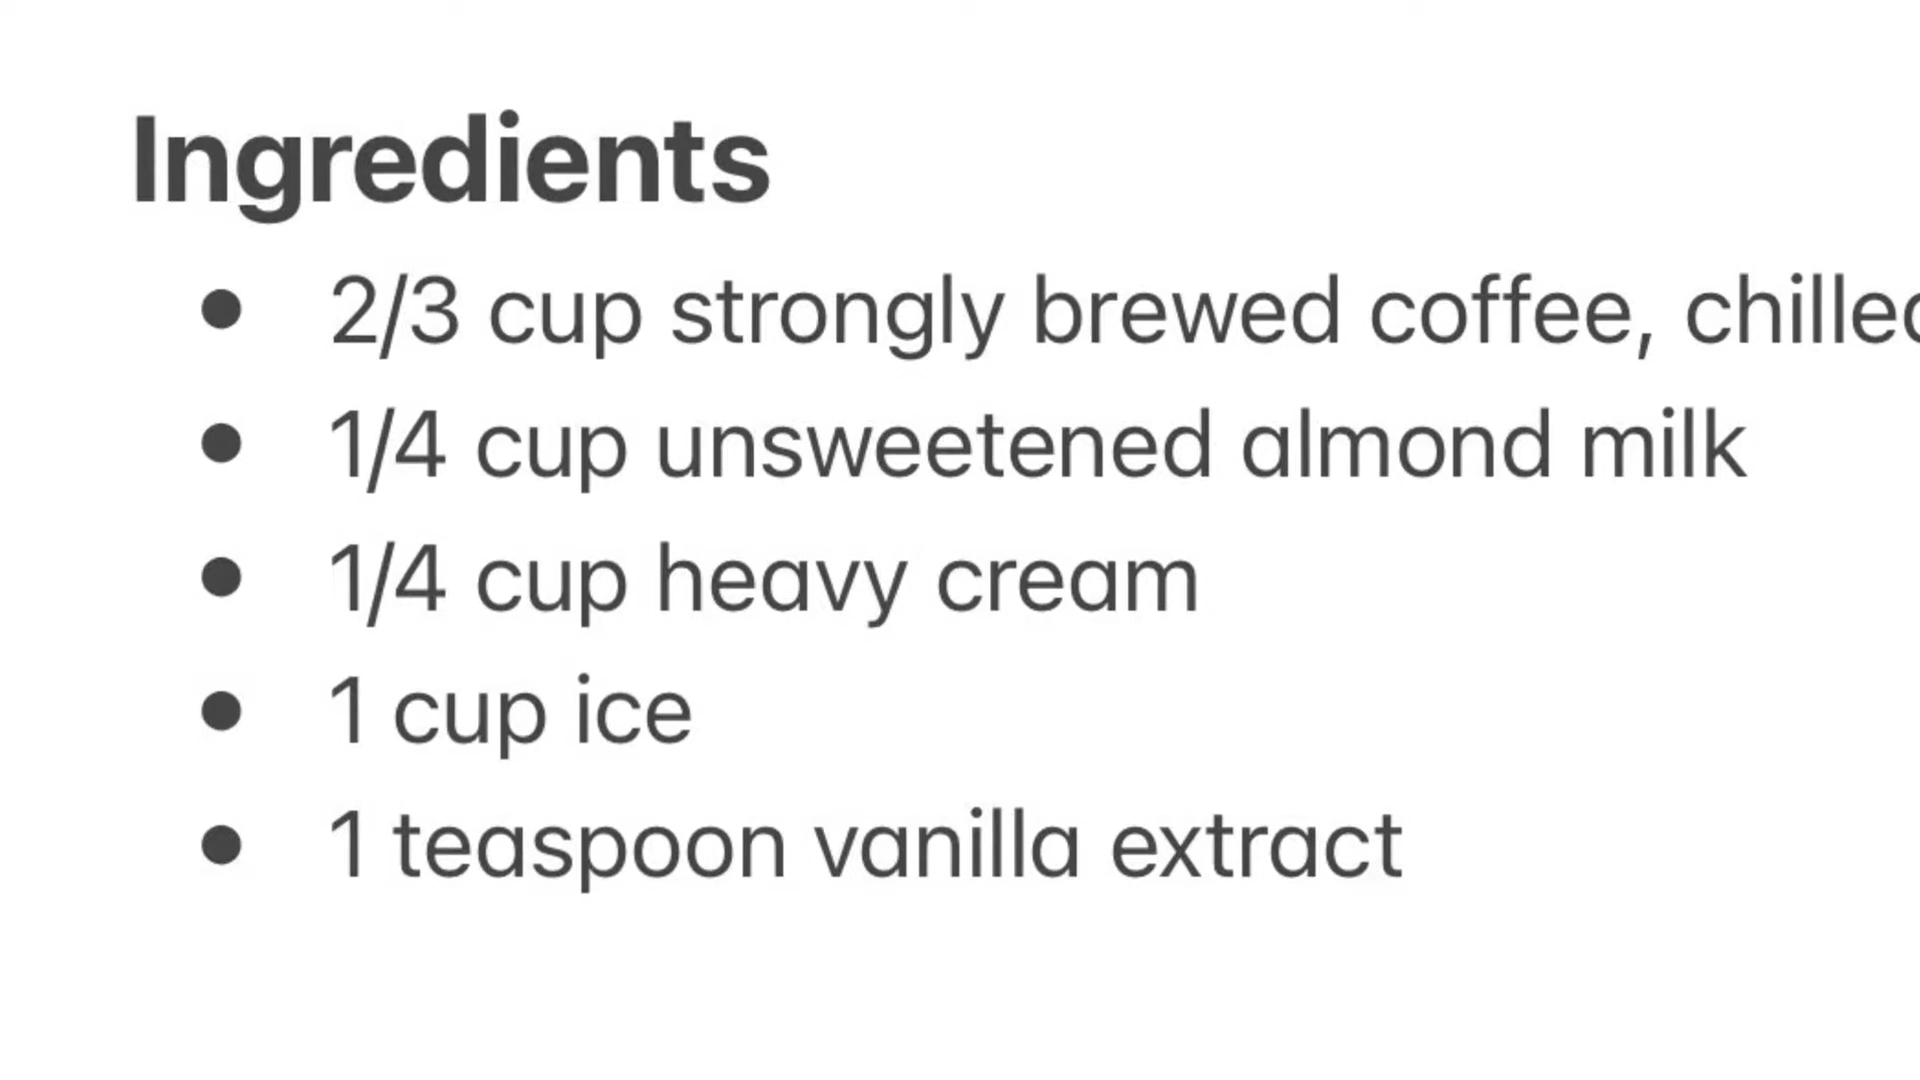 Ingredients
• 2/3 cup strongly brewed coffee, chilled
• 1/4 cup unsweetened almond milk
• 1/4 cup heavy cream
• 1 cup ice
• 1 teaspoon vanilla extract